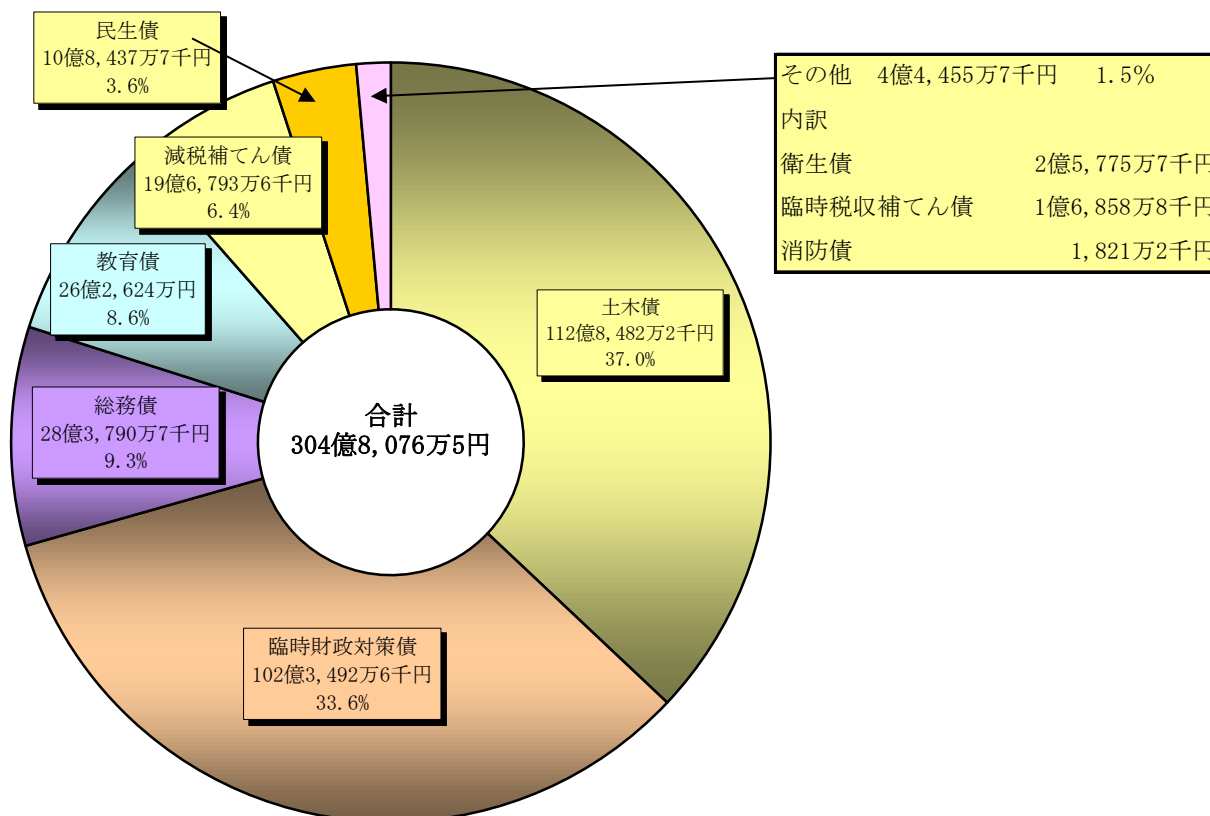 民生債
10億8,437万7千円
3.6%
その他 4億4,455万7千円 1.5%
内訳
衛生債 2億5,775万7千円
臨時税収補てん債 1億6,858万8千円
消防債 1,821万2千円
減税補てん債
19億6,793万6千円
6.4%
教育債
26億2,624万円
8.6%
土木債
112億8,482万2千円
37.0%
総務債
28億3,790万7千円
9.3%
合計
304億8,076万5円
臨時財政対策債
102億3,492万6千円
33.6%